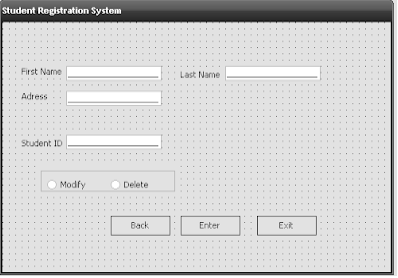 Student Registration System
First Name Last Name
Adress
Student ID
Modify Delete
Back Enter Exit